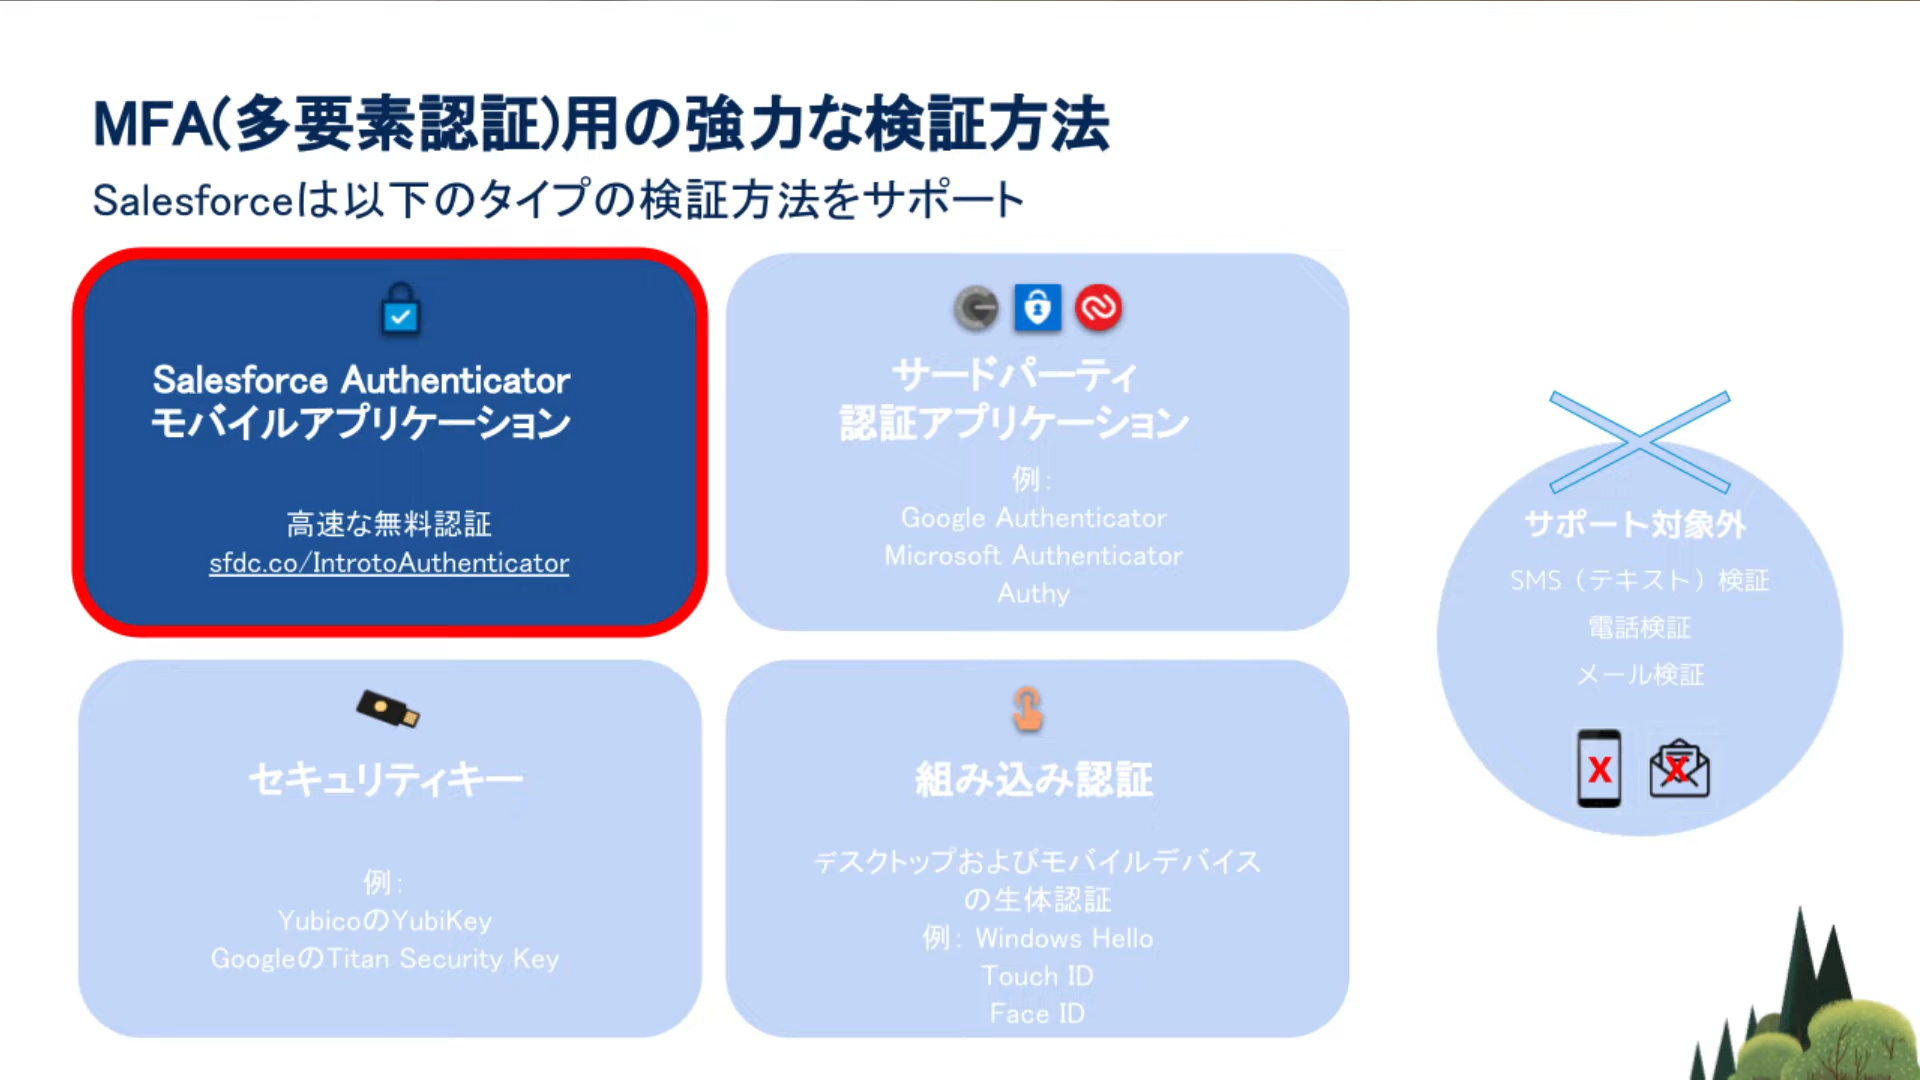 MFA(多要素認証)用の強力な検証方法
Salesforceは以下のタイプの検証方法をサポート
Salesforce Authenticator
モバイルアプリケーション
高速な無料認証
sfdc.co/IntrotoAuthenticator
サードパーティ
認証アプリケーション
例：
Google Authenticator
Microsoft Authenticator
Authy
セキュリティキー
例：
YubicoのYubiKey
GoogleのTitan Security Key
組み込み認証
デスクトップおよびモバイルデバイス
の生体認証
例： Windows Hello
Touch ID
Face ID
サポート対象外
SMS（テキスト）検証
電話検証
メール検証
X
X